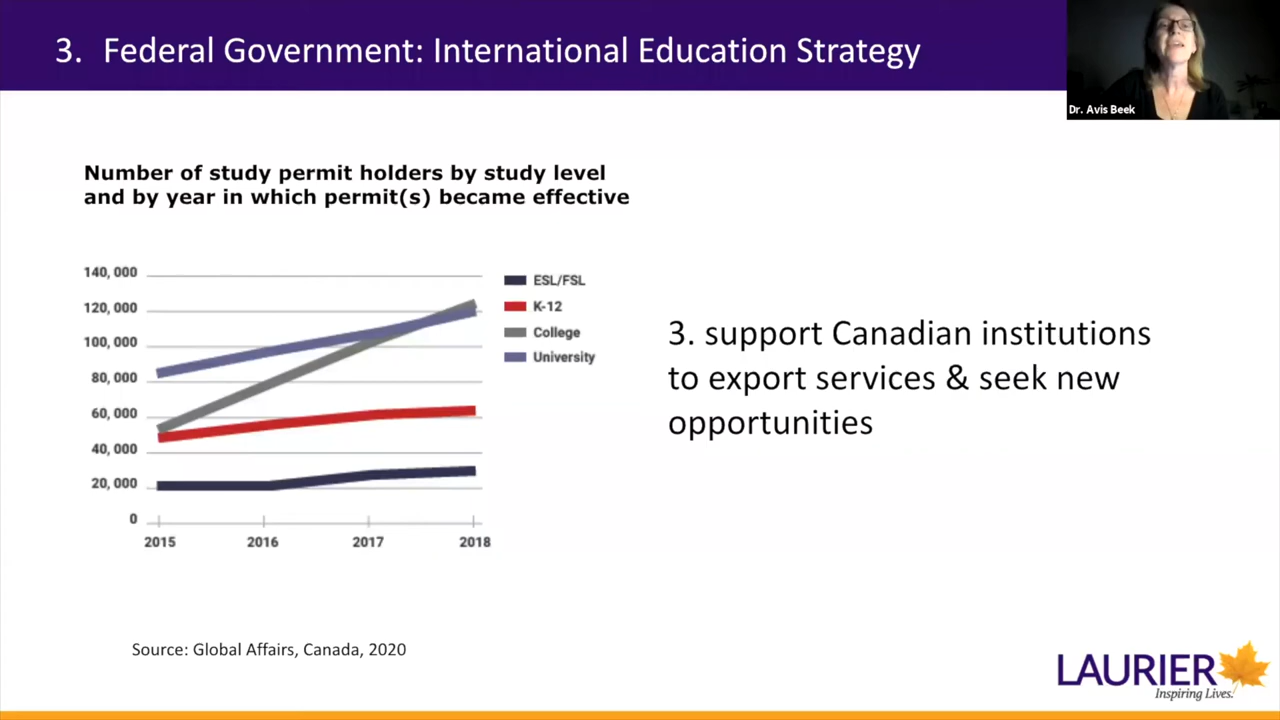 3. Federal Government: International Education Strategy
Dr. Avis Beek
Number of study permit holders by study level
and by year in which permit(s) became effective
140, 000
120, 000
100, 000
80, 000
60, 000
40, 000
20, 000
0
2015 2016 2017 2018
ESL/FSL
K-12
College
University
3. support Canadian institutions
to export services & seek new
opportunities
Source: Global Affairs, Canada, 2020
LAURIER
Inspiring Lives.